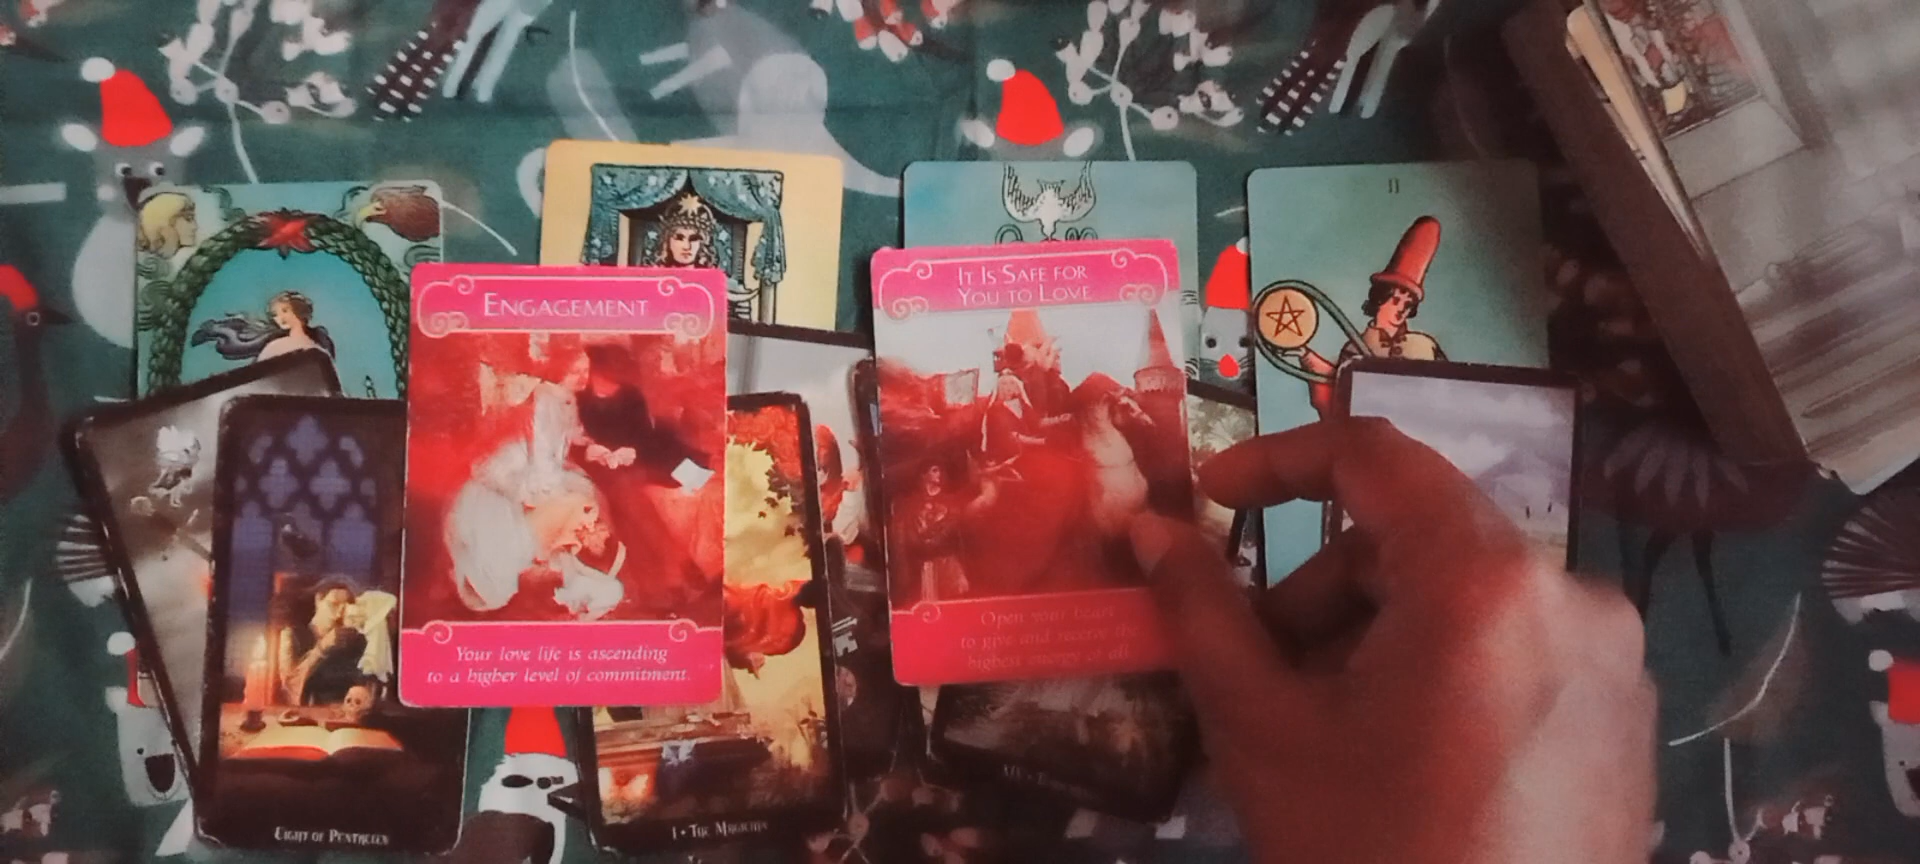 II
ENGAGEMENT
IT IS SAFE FOR
YOU TO LOVE
Your love life is ascending
to a higher level of commitment.
Open your heart
to give and receive the
highest energy of all.
EIGHT OF PENTACLES
I • THE MAGICIAN
XIV •